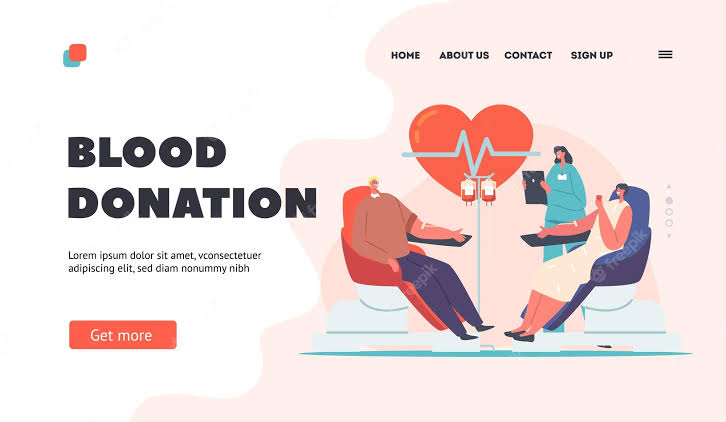 HOME ABOUT US CONTACT SIGN UP
BLOOD
DONATION
Lorem ipsum dolor sit amet, vconsectetuer
adipiscing elit, sed diam nonummy nibh
Get more
freepik
freepik